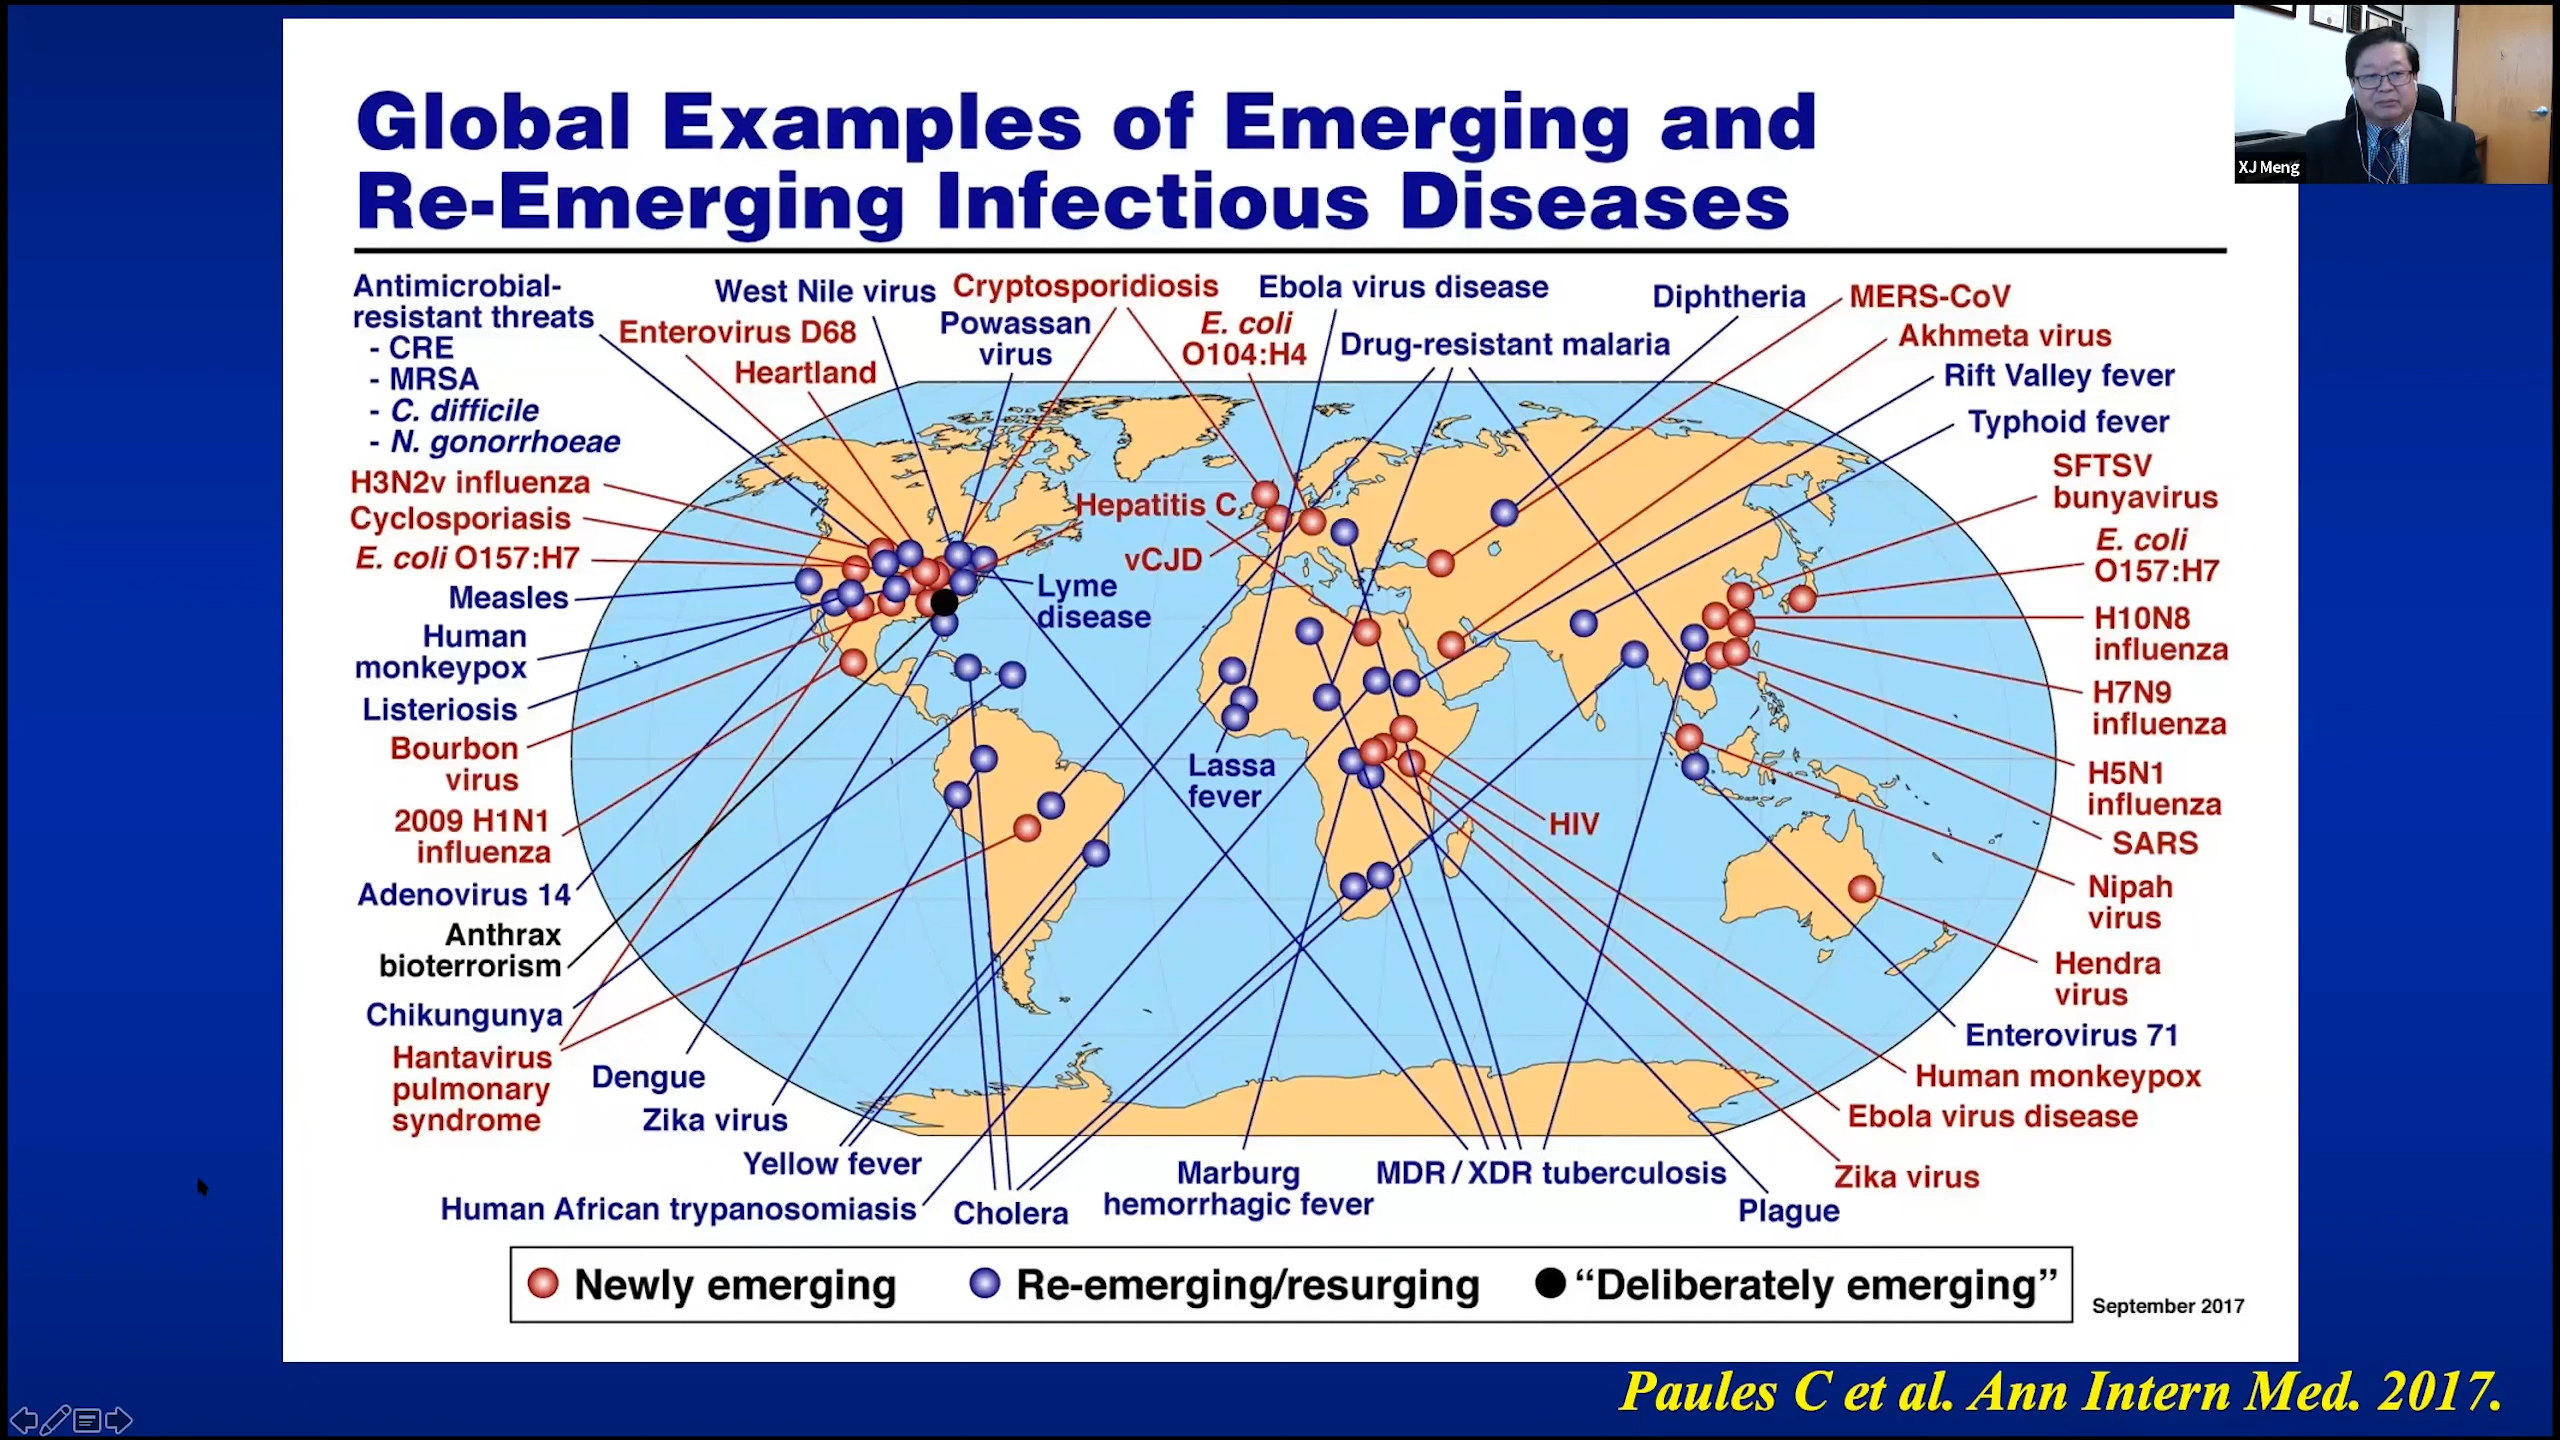 Global Examples of Emerging and
Re-Emerging Infectious Diseases
XJ Meng
Antimicrobial-
resistant threats
- CRE
- MRSA
- C. difficile
- N. gonorrhoeae
H3N2v influenza
Cyclosporiasis
E. coli O157:H7
Measles
Human
monkeypox
Listeriosis
Bourbon
virus
2009 H1N1
influenza
Adenovirus 14
Anthrax
bioterrorism
Chikungunya
Hantavirus
pulmonary
syndrome
Enterovirus D68
Heartland
West Nile virus
Powassan
virus
Cryptosporidiosis
E. coli
O104:H4
Ebola virus disease
Drug-resistant malaria
Diphtheria
MERS-CoV
Akhmeta virus
Rift Valley fever
Typhoid fever
SFTSV
bunyavirus
E. coli
O157:H7
H10N8
influenza
H7N9
influenza
H5N1
influenza
SARS
Nipah
virus
Hendra
virus
Enterovirus 71
Human monkeypox
Ebola virus disease
Zika virus
Hepatitis C
vCJD
Lyme
disease
Lassa
fever
HIV
Dengue
Zika virus
Yellow fever
Human African trypanosomiasis
Cholera
Marburg
hemorrhagic fever
MDR / XDR tuberculosis
Plague
Newly emerging
Re-emerging/resurging
“Deliberately emerging”
September 2017
Paules C et al. Ann Intern Med. 2017.